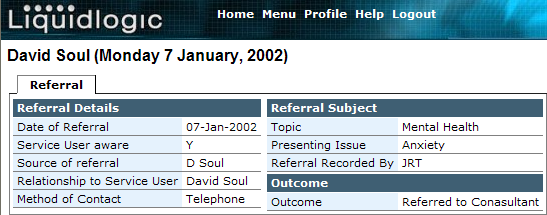 Liquidlogic
Home Menu Profile Help Logout
David Soul (Monday 7 January, 2002)
Referral
Referral Details
Date of Referral 07-Jan-2002
Service User aware Y
Source of referral D Soul
Relationship to Service User David Soul
Method of Contact Telephone
Referral Subject
Topic Mental Health
Presenting Issue Anxiety
Referral Recorded By JRT
Outcome
Outcome Referred to Conasultant